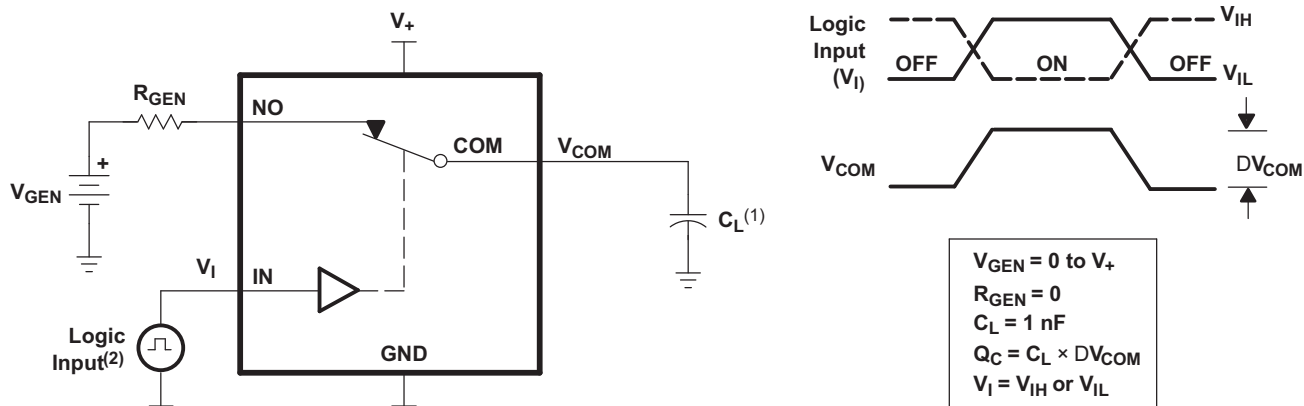 V+
RGEN
NO
COM
VCOM
VGEN
+
CL(1)
VI
IN
Logic
Input(2)
GND
Logic
Input
(VI)
OFF
ON
OFF
VIH
VIL
VCOM
DVCOM
VGEN = 0 to V+
RGEN = 0
CL = 1 nF
QC = CL × DVCOM
VI = VIH or VIL